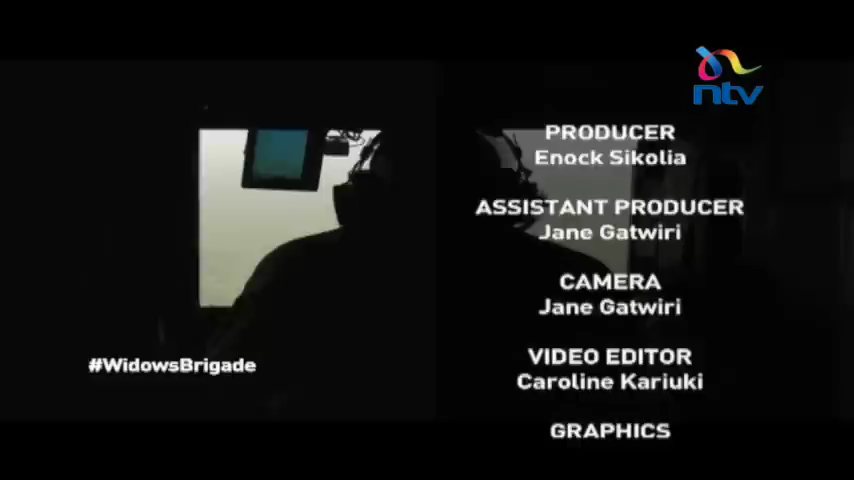 ntv
PRODUCER
Enock Sikolia
ASSISTANT PRODUCER
Jane Gatwiri
CAMERA
Jane Gatwiri
VIDEO EDITOR
Caroline Kariuki
GRAPHICS
#WidowsBrigade